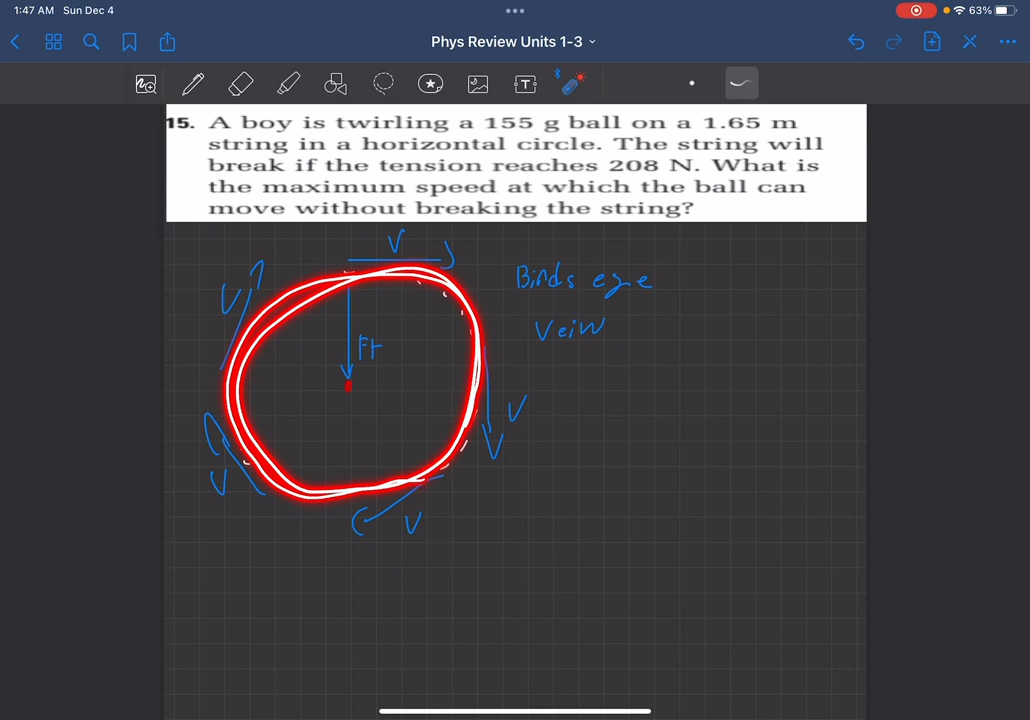 1:47 AM Sun Dec 4
63%
Phys Review Units 1-3
T
15. A boy is twirling a 155 g ball on a 1.65 m
string in a horizontal circle. The string will
break if the tension reaches 208 N. What is
the maximum speed at which the ball can
move without breaking the string?
V
Birds eye
V
Veiw
Ft
V
V
V